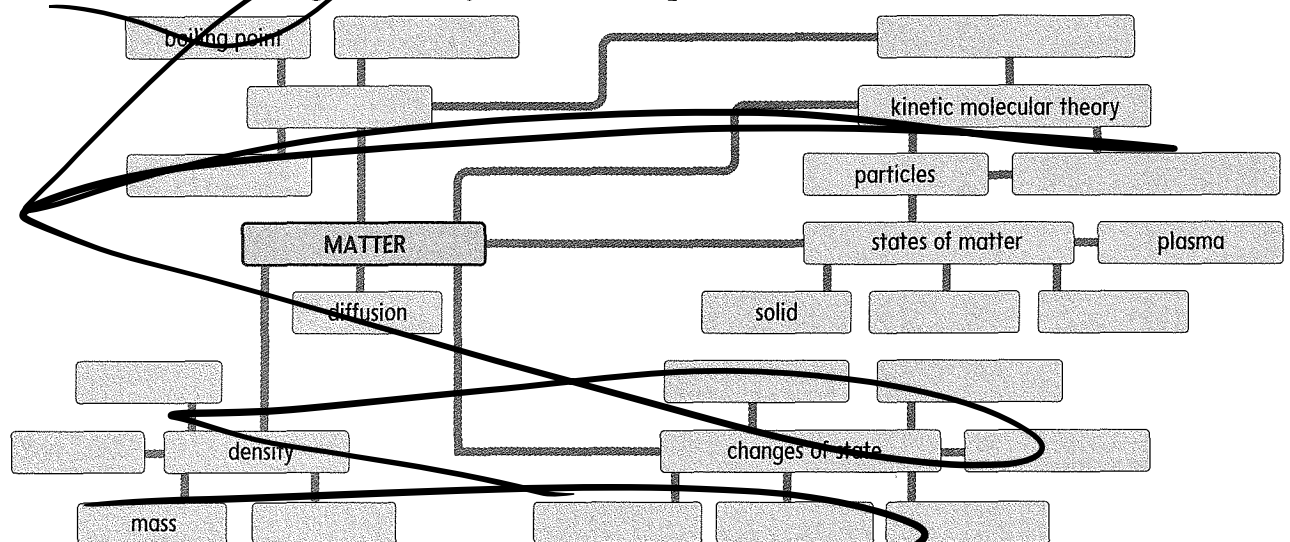 boiling point
kinetic molecular theory
particles
MATTER
states of matter
plasma
diffusion
solid
density
changes of state
mass